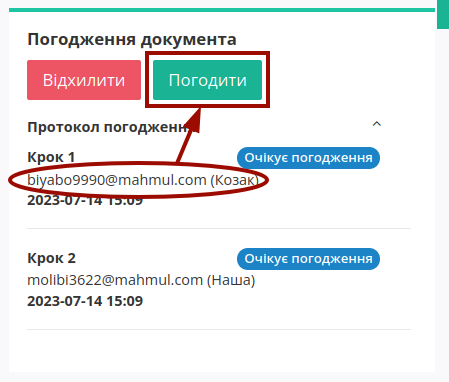 Погодження документа
Відхилити Погодити
Протокол погодження
Крок 1 Очікує погодження
biyabo9990@mahmul.com (Козак)
2023-07-14 15:09
Крок 2 Очікує погодження
molibi3622@mahmul.com (Наша)
2023-07-14 15:09